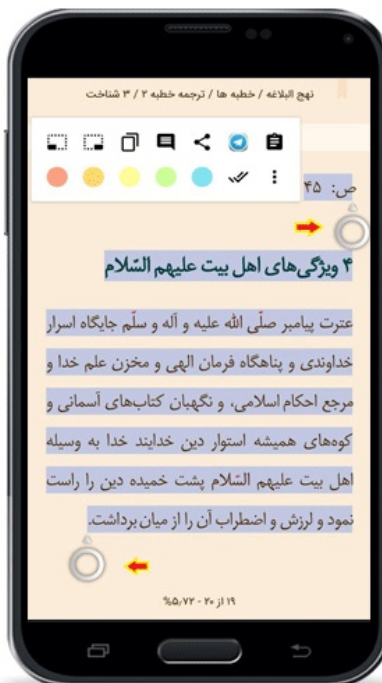 نهج البلاغه / خطبه ها / ترجمه خطبه ۲ / ۳ شناخت
ص: ۴۵
۴ ویژگی‌های اهل بیت علیهم السّلام
عترت پیامبر صلّی الله علیه و آله و سلّم جایگاه اسرار
خداوندی و پناهگاه فرمان الهی و مخزن علم خدا و
مرجع احکام اسلامی، و نگهبان کتاب‌های آسمانی و
کوه‌های همیشه استوار دین خدایند خدا به وسیله
اهل بیت علیهم السّلام پشت خمیده دین را راست
نمود و لرزش و اضطراب آن را از میان برداشت.
۱۹ از ۲۰ - ۵٫۷۲%